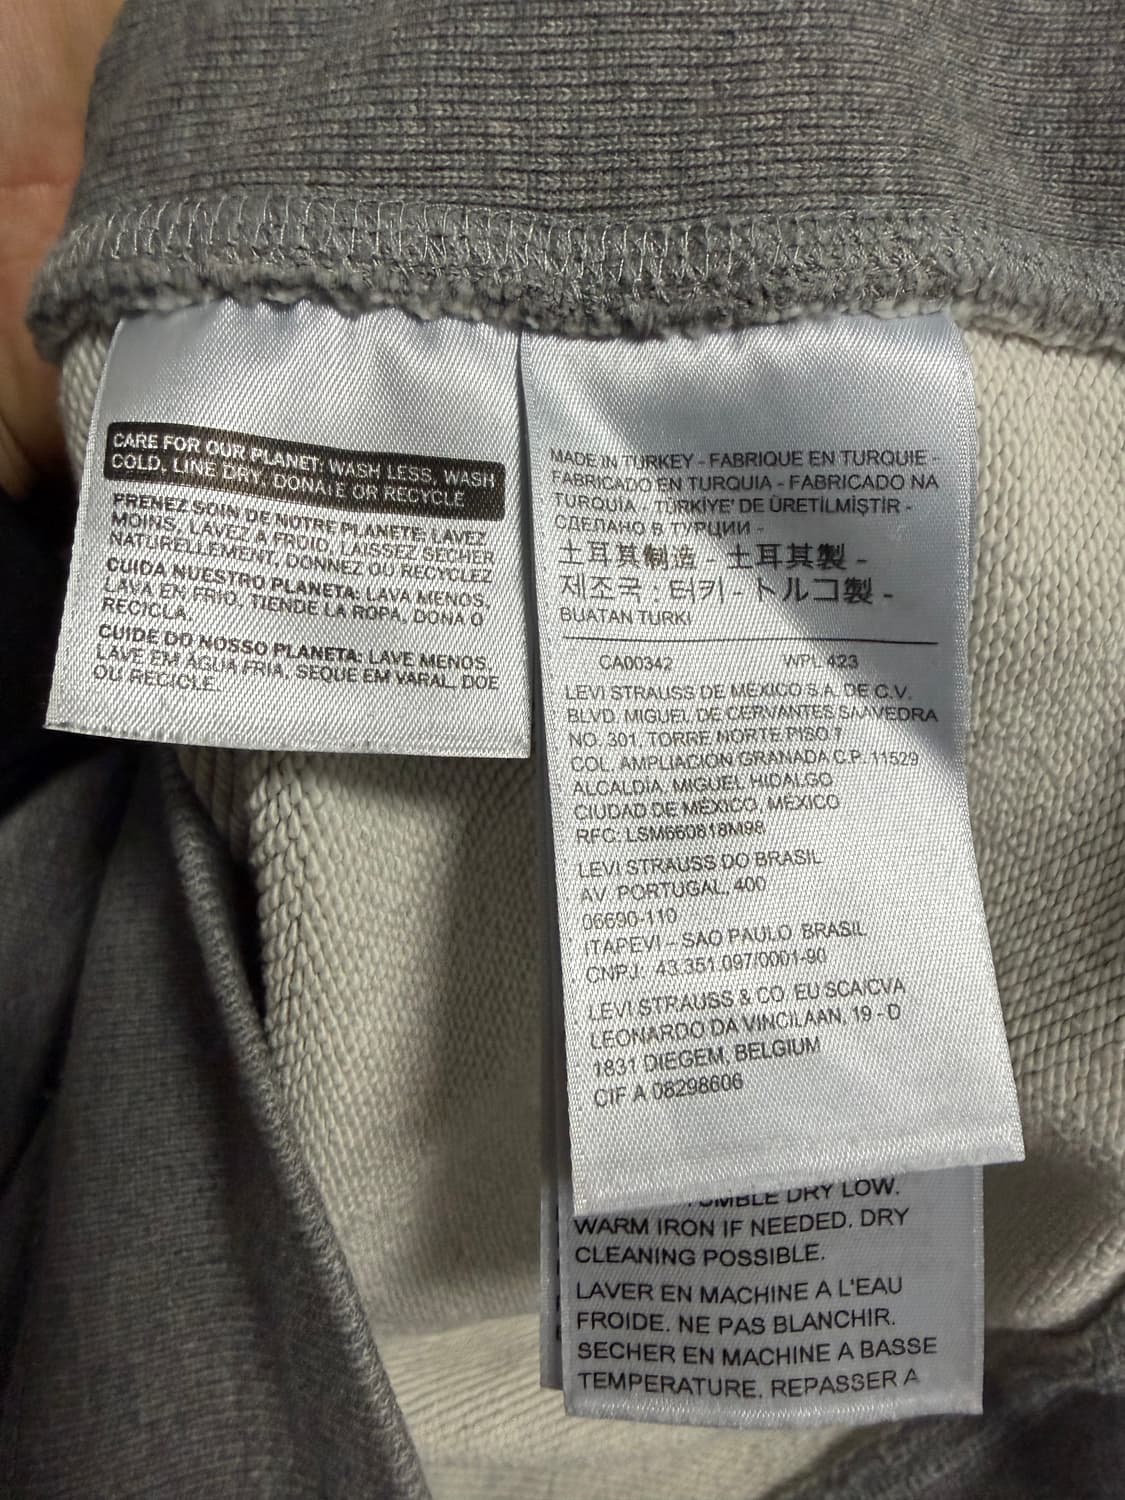 CARE FOR OUR PLANET: WASH LESS, WASH
COLD, LINE DRY, DONATE OR RECYCLE
PRENEZ SOIN DE NOTRE PLANETE: LAVEZ
MOINS, LAVEZ A FROID, LAISSEZ SECHER
NATURELLEMENT, DONNEZ OU RECYCLEZ
CUIDA NUESTRO PLANETA: LAVA MENOS,
LAVA EN FRIO, TIENDE LA ROPA, DONA O
RECICLA.
CUIDE DO NOSSO PLANETA: LAVE MENOS,
LAVE EM AGUA FRIA, SEQUE EM VARAL, DOE
OU RECICLE.
MADE IN TURKEY - FABRIQUE EN TURQUIE -
FABRICADO EN TURQUIA - FABRICADO NA
TURQUIA - TÜRKIYE' DE ÜRETİLMİŞTİR -
СДЕЛАНО В ТУРЦИИ -
土耳其制造 - 土耳其製 -
제조국 : 터키 - トルコ製 -
BUATAN TURKI
CA00342 WPL 423
LEVI STRAUSS DE MEXICO S.A. DE C.V.
BLVD. MIGUEL DE CERVANTES SAAVEDRA
NO. 301, TORRE NORTE PISO 7
COL. AMPLIACION GRANADA C.P. 11529
ALCALDIA, MIGUEL HIDALGO
CIUDAD DE MEXICO, MEXICO
RFC: LSM660818M98
LEVI STRAUSS DO BRASIL
AV. PORTUGAL, 400
06690-110
ITAPEVI – SAO PAULO BRASIL
CNPJ: 43.351.097/0001-90
LEVI STRAUSS & CO. EU SCA/CVA
LEONARDO DA VINCILAAN, 19 - D
1831 DIEGEM, BELGIUM
CIF A 08298606
DRY LOW.
WARM IRON IF NEEDED. DRY
CLEANING POSSIBLE.
LAVER EN MACHINE A L'EAU
FROIDE. NE PAS BLANCHIR.
SECHER EN MACHINE A BASSE
TEMPERATURE. REPASSER A